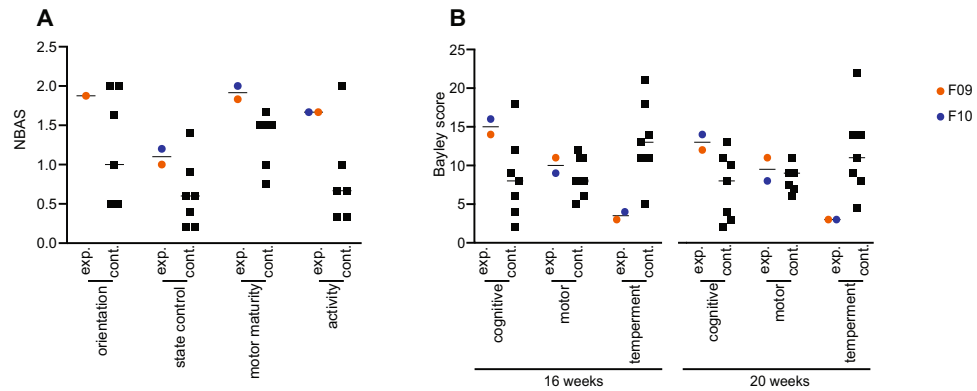 A
NBAS
2.5
2.0
1.5
1.0
0.5
0.0
exp.
cont.
exp.
cont.
exp.
cont.
exp.
cont.
orientation
state control
motor maturity
activity
B
Bayley score
25
20
15
10
5
0
exp.
cont.
exp.
cont.
exp.
cont.
exp.
cont.
exp.
cont.
exp.
cont.
cognitive
motor
temperment
cognitive
motor
temperment
16 weeks
20 weeks
F09
F10